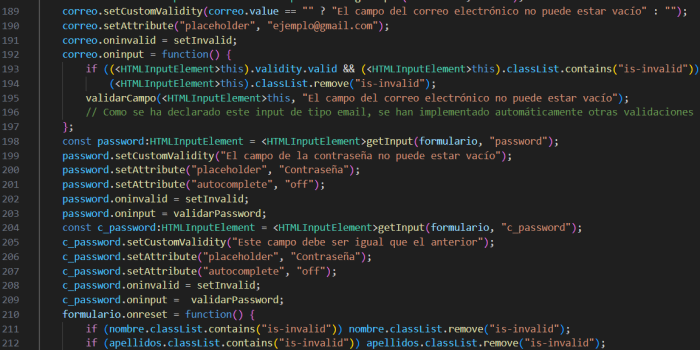 189 correo.setCustomValidity(correo.value == "" ? "El campo del correo electrónico no puede estar vacío" : "");
190 correo.setAttribute("placeholder", "ejemplo@gmail.com");
191 correo.oninvalid = setInvalid;
192 correo.oninput = function() {
193 if ((<HTMLInputElement>this).validity.valid && (<HTMLInputElement>this).classList.contains("is-invalid"))
194 (<HTMLInputElement>this).classList.remove("is-invalid");
195 validarCampo(<HTMLInputElement>this, "El campo del correo electrónico no puede estar vacío");
196 // Como se ha declarado este input de tipo email, se han implementado automáticamente otras validaciones
197 };
198 const password:HTMLInputElement = <HTMLInputElement>getInput(formulario, "password");
199 password.setCustomValidity("El campo de la contraseña no puede estar vacío");
200 password.setAttribute("placeholder", "Contraseña");
201 password.setAttribute("autocomplete", "off");
202 password.oninvalid = setInvalid;
203 password.oninput = validarPassword;
204 const c_password:HTMLInputElement = <HTMLInputElement>getInput(formulario, "c_password");
205 c_password.setCustomValidity("Este campo debe ser igual que el anterior");
206 c_password.setAttribute("placeholder", "Contraseña");
207 c_password.setAttribute("autocomplete", "off");
208 c_password.oninvalid = setInvalid;
209 c_password.oninput =  validarPassword;
210 formulario.onreset = function() {
211 if (nombre.classList.contains("is-invalid")) nombre.classList.remove("is-invalid");
212 if (apellidos.classList.contains("is-invalid")) apellidos.classList.remove("is-invalid");